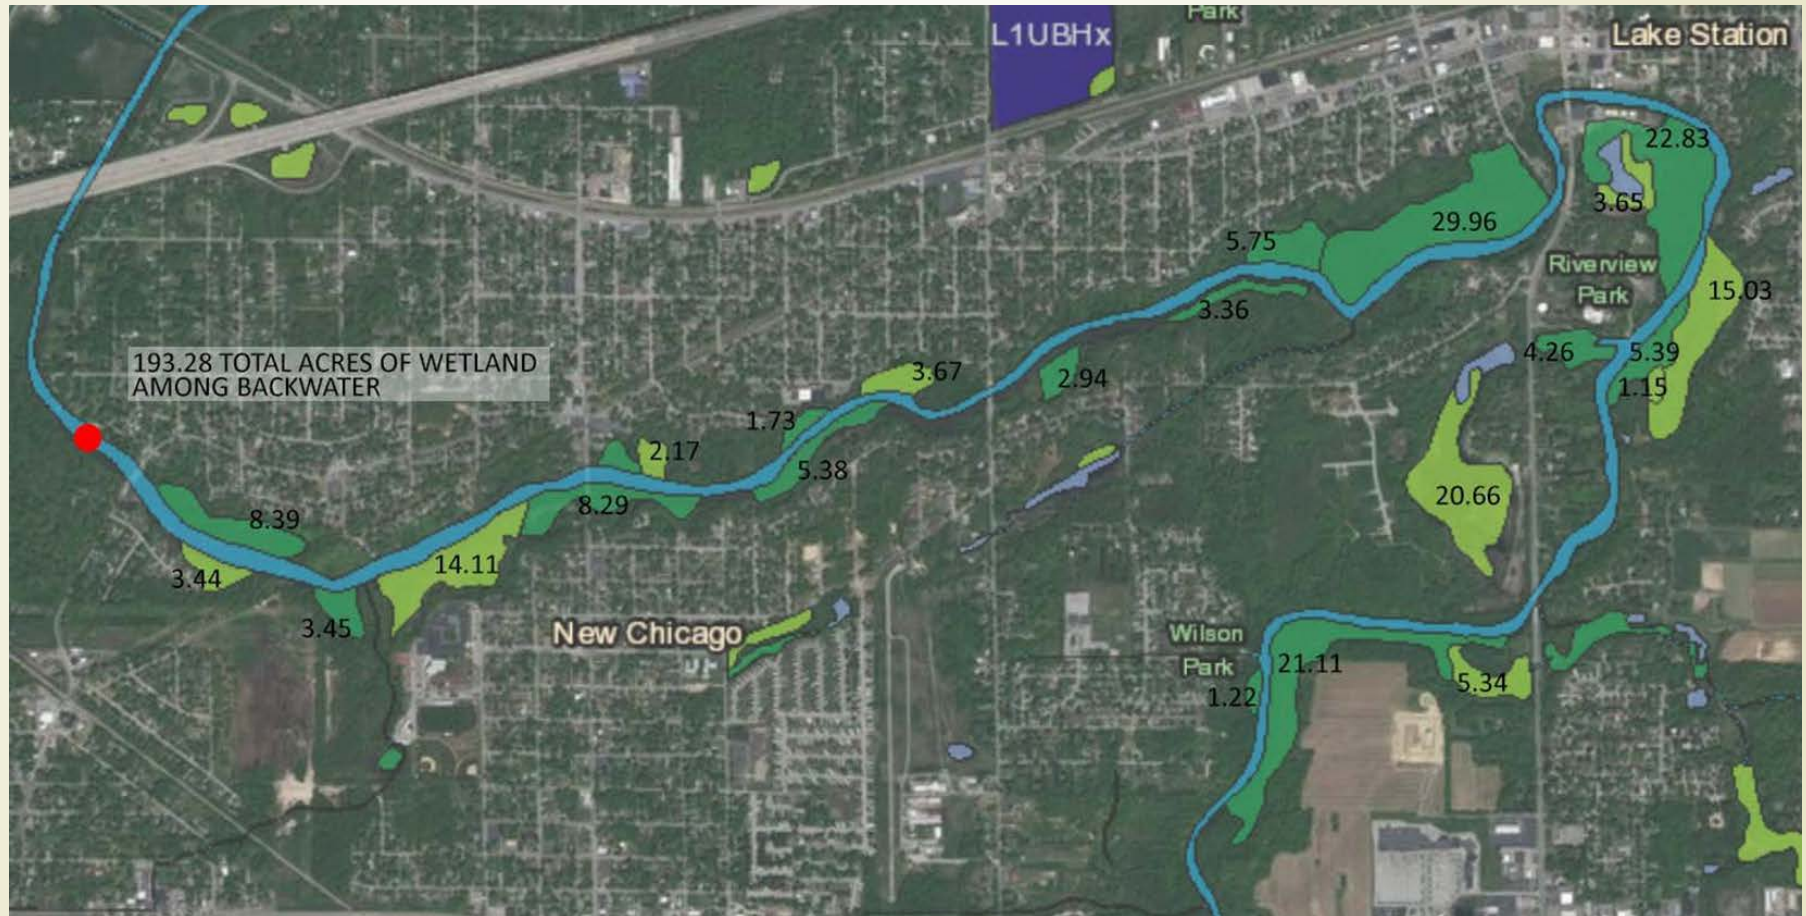 Park
L1UBHx
Lake Station
22.83
3.65
29.96
5.75
Riverview
Park
15.03
3.36
193.28 TOTAL ACRES OF WETLAND
AMONG BACKWATER
4.26
5.39
3.67
2.94
1.15
1.73
2.17
5.38
20.66
8.29
8.39
14.11
3.44
3.45
New Chicago
Wilson
Park
21.11
5.34
1.22